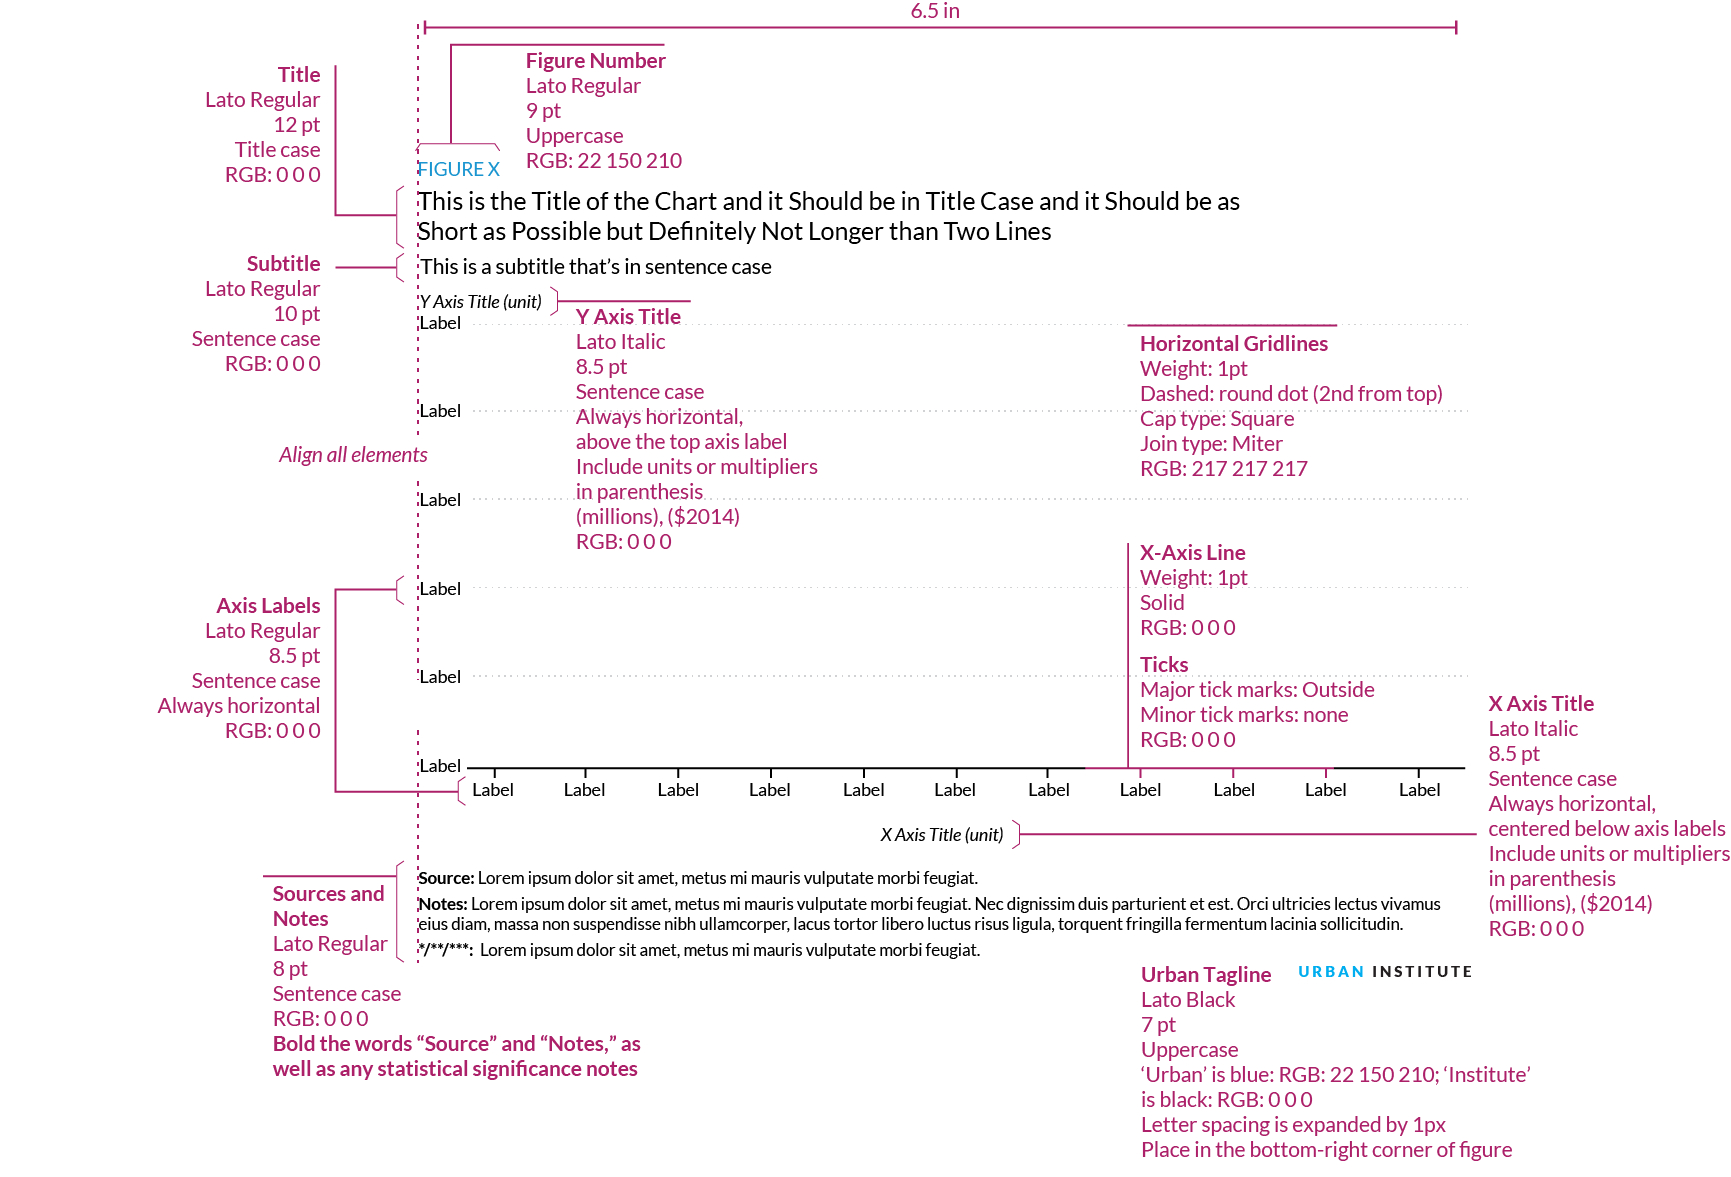 6.5 in
Figure Number
Lato Regular
9 pt
Uppercase
RGB: 22 150 210
Title
Lato Regular
12 pt
Title case
RGB: 0 0 0
FIGURE X
This is the Title of the Chart and it Should be in Title Case and it Should be as
Short as Possible but Definitely Not Longer than Two Lines
Subtitle
Lato Regular
10 pt
Sentence case
RGB: 0 0 0
This is a subtitle that’s in sentence case
Y Axis Title (unit)
Y Axis Title
Lato Italic
8.5 pt
Sentence case
Always horizontal,
above the top axis label
Include units or multipliers
in parenthesis
(millions), ($2014)
RGB: 0 0 0
Label
Label
Label
Label
Label
Label
Horizontal Gridlines
Weight: 1pt
Dashed: round dot (2nd from top)
Cap type: Square
Join type: Miter
RGB: 217 217 217
Align all elements
X-Axis Line
Weight: 1pt
Solid
RGB: 0 0 0
Ticks
Major tick marks: Outside
Minor tick marks: none
RGB: 0 0 0
Axis Labels
Lato Regular
8.5 pt
Sentence case
Always horizontal
RGB: 0 0 0
Label Label Label Label Label Label Label Label Label Label Label
X Axis Title (unit)
X Axis Title
Lato Italic
8.5 pt
Sentence case
Always horizontal,
centered below axis labels
Include units or multipliers
in parenthesis
(millions), ($2014)
RGB: 0 0 0
Source: Lorem ipsum dolor sit amet, metus mi mauris vulputate morbi feugiat.
Notes: Lorem ipsum dolor sit amet, metus mi mauris vulputate morbi feugiat. Nec dignissim duis parturient et est. Orci ultricies lectus vivamus
eius diam, massa non suspendisse nibh ullamcorper, lacus tortor libero luctus risus ligula, torquent fringilla fermentum lacinia sollicitudin.
*/**/***: Lorem ipsum dolor sit amet, metus mi mauris vulputate morbi feugiat.
Sources and
Notes
Lato Regular
8 pt
Sentence case
RGB: 0 0 0
Bold the words “Source” and “Notes,” as
well as any statistical significance notes
URBAN INSTITUTE
Urban Tagline
Lato Black
7 pt
Uppercase
‘Urban’ is blue: RGB: 22 150 210; ‘Institute’
is black: RGB: 0 0 0
Letter spacing is expanded by 1px
Place in the bottom-right corner of figure